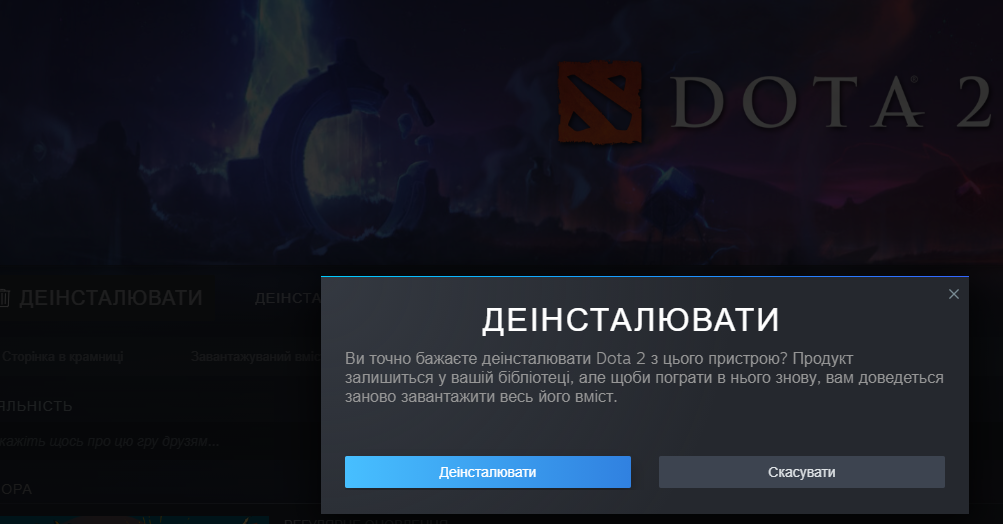 DOTA 2
®
ДЕІНСТАЛЮВАТИ
ДЕІНСТА
ДЕІНСТАЛЮВАТИ
Сторінка в крамниці
Завантажуваний вміс
Ви точно бажаєте деінсталювати Dota 2 з цього пристрою? Продукт
залишиться у вашій бібліотеці, але щоби пограти в нього знову, вам доведеться
заново завантажити весь його вміст.
ЯЛЬНІСТЬ
кажіть щось про цю гру друзям...
Деінсталювати
Скасувати
ОРА